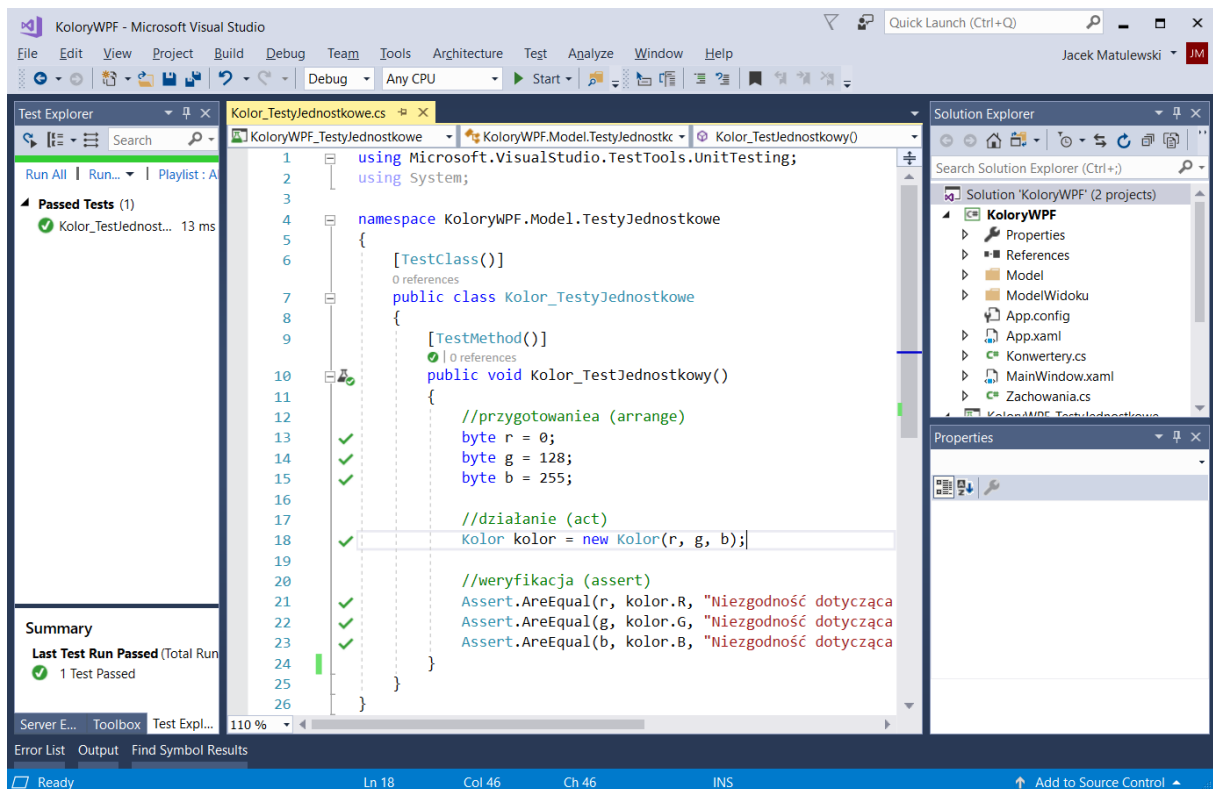 KoloryWPF - Microsoft Visual Studio
Quick Launch (Ctrl+Q)
File Edit View Project Build Debug Team Tools Architecture Test Analyze Window Help
Jacek Matulewski JM
Debug Any CPU Start
Test Explorer
Search
Run All | Run... | Playlist : A
Passed Tests (1)
Kolor_TestJednost... 13 ms
Summary
Last Test Run Passed (Total Run
1 Test Passed
Server E... Toolbox Test Expl...
Kolor_TestyJednostkowe.cs
KoloryWPF_TestyJednostkowe KoloryWPF.Model.TestyJednostkc Kolor_TestJednostkowy()
1 using Microsoft.VisualStudio.TestTools.UnitTesting;
2 using System;
3
4 namespace KoloryWPF.Model.TestyJednostkowe
5 {
6 [TestClass()]
0 references
7 public class Kolor_TestyJednostkowe
8 {
9 [TestMethod()]
| 0 references
10 public void Kolor_TestJednostkowy()
11 {
12 //przygotowaniea (arrange)
13 byte r = 0;
14 byte g = 128;
15 byte b = 255;
16
17 //działanie (act)
18 Kolor kolor = new Kolor(r, g, b);
19
20 //weryfikacja (assert)
21 Assert.AreEqual(r, kolor.R, "Niezgodność dotycząca
22 Assert.AreEqual(g, kolor.G, "Niezgodność dotycząca
23 Assert.AreEqual(b, kolor.B, "Niezgodność dotycząca
24 }
25 }
26 }
110 %
Solution Explorer
Search Solution Explorer (Ctrl+;)
Solution 'KoloryWPF' (2 projects)
KoloryWPF
Properties
References
Model
ModelWidoku
App.config
App.xaml
Konwertery.cs
MainWindow.xaml
Zachowania.cs
KoloryWPF_TestyJednostkowe
Properties
Error List Output Find Symbol Results
Ready Ln 18 Col 46 Ch 46 INS Add to Source Control